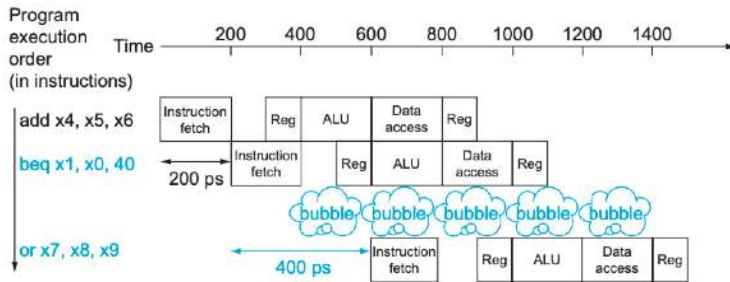 Program
execution
order
(in instructions)
Time
200 400 600 800 1000 1200 1400
add x4, x5, x6
Instruction
fetch
Reg
ALU
Data
access
Reg
beq x1, x0, 40
200 ps
Instruction
fetch
Reg
ALU
Data
access
Reg
bubble bubble bubble bubble bubble
or x7, x8, x9
400 ps
Instruction
fetch
Reg
ALU
Data
access
Reg